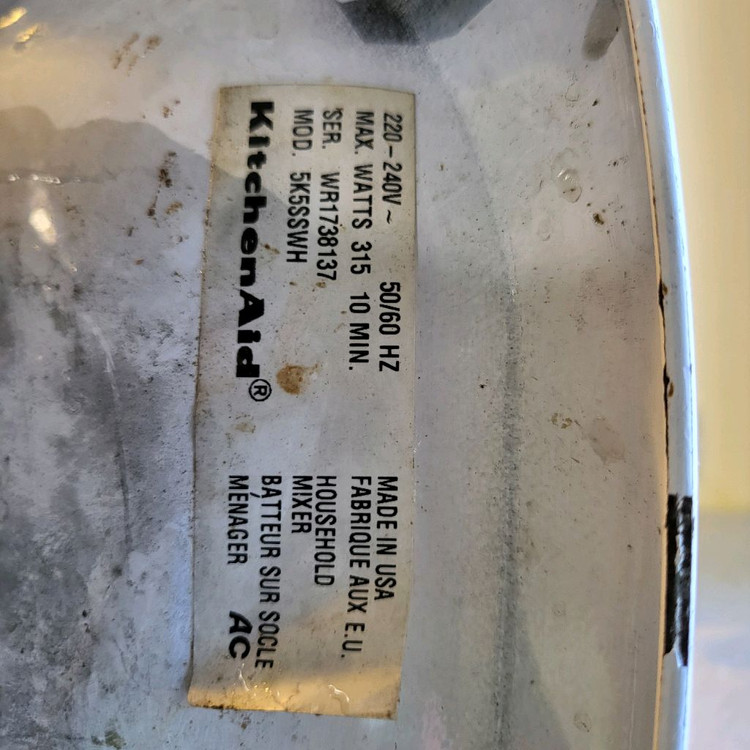 220-240V~ 50/60 HZ
MAX. WATTS 315 10 MIN.
SER. WR1738137
MOD. 5K5SSWH
KitchenAid®
MADE IN USA
FABRIQUE AUX E.U.
HOUSEHOLD
MIXER
BATTEUR SUR SOCLE
MÉNAGER AC